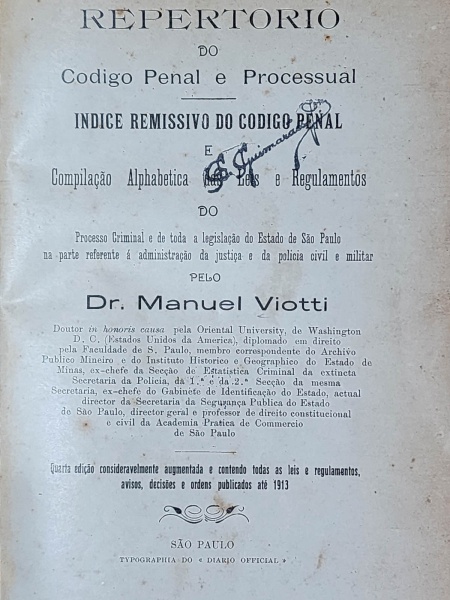 REPERTORIO
DO
Codigo Penal e Processual
INDICE REMISSIVO DO CODIGO PENAL
E
Compilação Alphabetica das Leis e Regulamentos
Guimarães
DO
Processo Criminal e de toda a legislação do Estado de São Paulo
na parte referente á administração da justiça e da policia civil e militar
PELO
Dr. Manuel Viotti
Doutor in honoris causa pela Oriental University, de Washington
D. C. (Estados Unidos da America), diplomado em direito
pela Faculdade de S. Paulo, membro correspondente do Archivo
Publico Mineiro e do Instituto Historico e Geographico do Estado de
Minas, ex-chefe da Secção de Estatistica Criminal da extincta
Secretaria da Policia, da 1.ª e da 2.ª Secção da mesma
Secretaria, ex-chefe do Gabinete de Identificação do Estado, actual
director da Secretaria da Segurança Publica do Estado
de São Paulo, director geral e professor de direito constitucional
e civil da Academia Pratica de Commercio
de São Paulo
Quarta edição consideravelmente augmentada e contendo todas as leis e regulamentos,
avisos, decisões e ordens publicados até 1913
SÃO PAULO
TYPOGRAPHIA DO « DIARIO OFFICIAL »